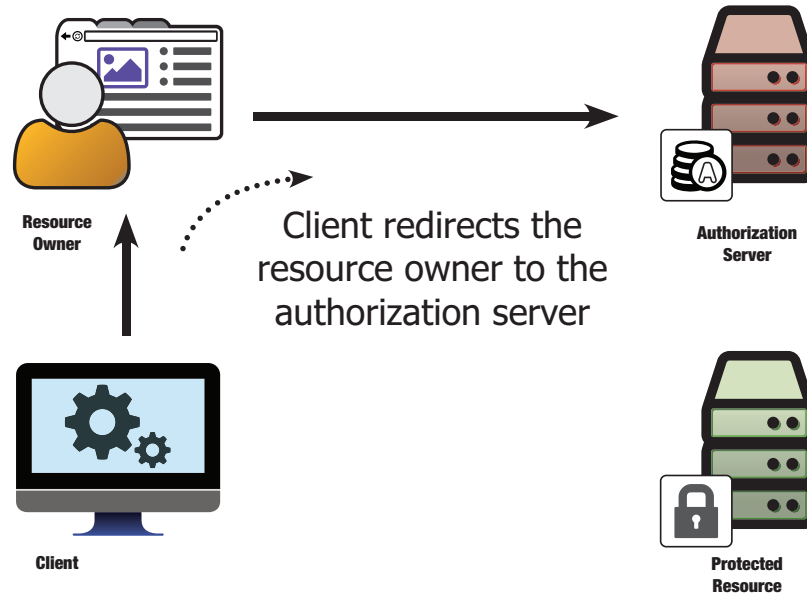 Resource
Owner
Client redirects the
resource owner to the
authorization server
A
Authorization
Server
Client
Protected
Resource